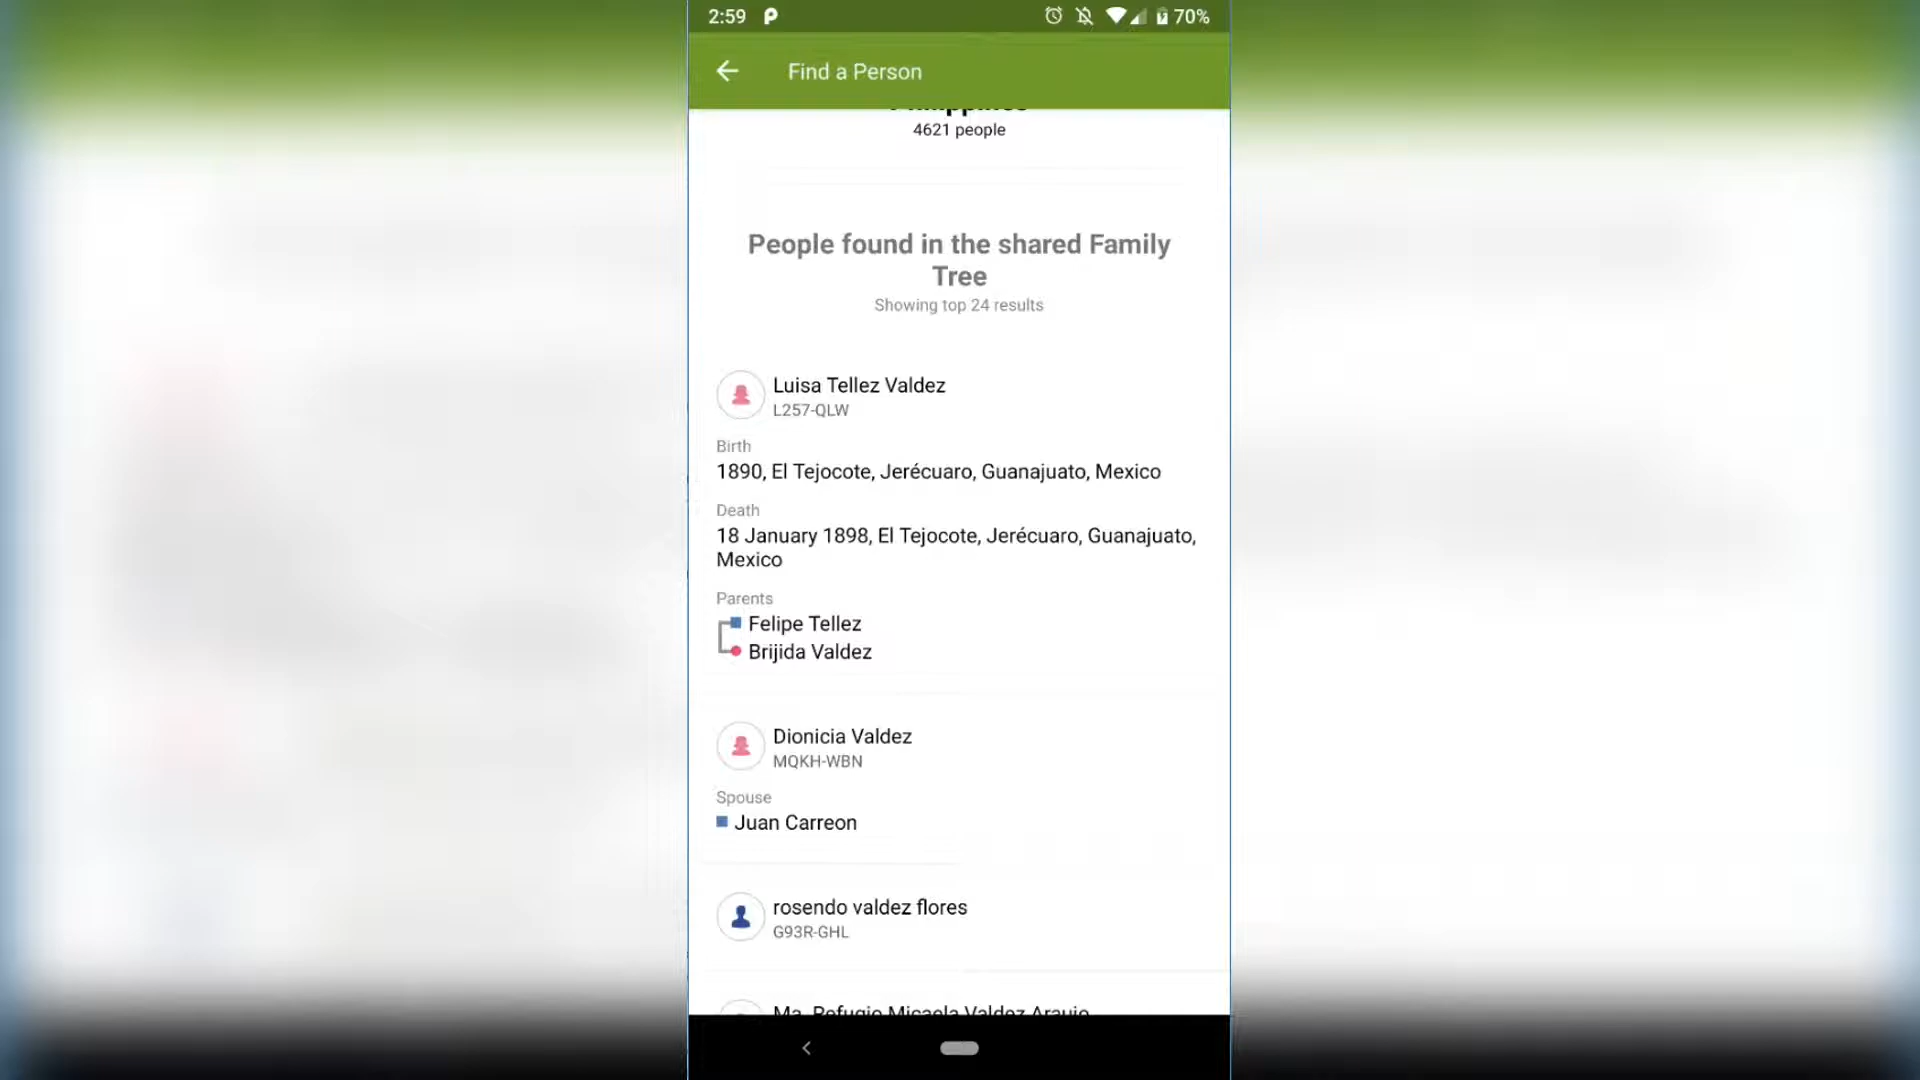 2:59
70%
Find a Person
Philippines
4621 people
People found in the shared Family
Tree
Showing top 24 results
Luisa Tellez Valdez
L257-QLW
Birth
1890, El Tejocote, Jerécuaro, Guanajuato, Mexico
Death
18 January 1898, El Tejocote, Jerécuaro, Guanajuato,
Mexico
Parents
Felipe Tellez
Brijida Valdez
Dionicia Valdez
MQKH-WBN
Spouse
Juan Carreon
rosendo valdez flores
G93R-GHL
Ma. Refugio Micaela Valdez Araujo